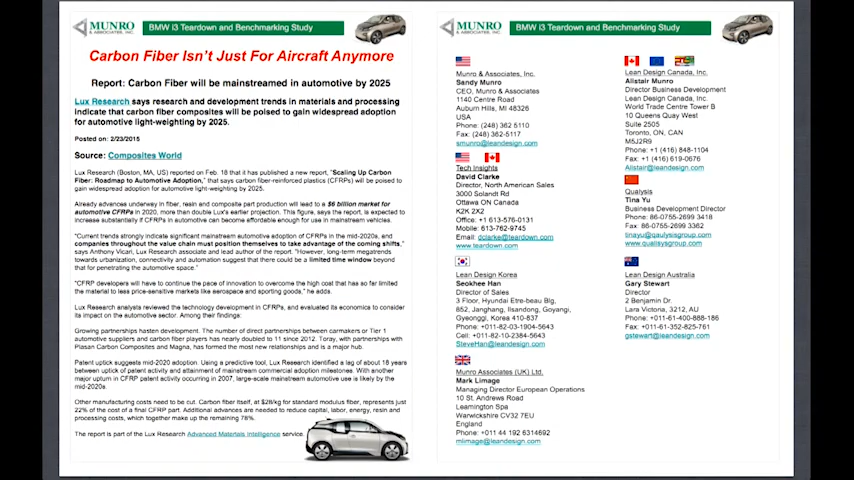 MUNRO
& ASSOCIATES, INC.
BMW i3 Teardown and Benchmarking Study
Carbon Fiber Isn't Just For Aircraft Anymore
Report: Carbon Fiber will be mainstreamed in automotive by 2025
Lux Research says research and development trends in materials and processing
indicate that carbon fiber composites will be poised to gain widespread adoption
for automotive light-weighting by 2025.
Posted on: 2/23/2015
Source: Composites World
Lux Research (Boston, MA, US) reported on Feb. 18 that it has published a new report, "Scaling Up Carbon
Fiber: Roadmap to Automotive Adoption," that says carbon fiber-reinforced plastics (CFRPs) will be poised to
gain widespread adoption for automotive light-weighting by 2025.
Already advances underway in fiber, resin and composite part production will lead to a $6 billion market for
automotive CFRPs in 2020, more than double Lux's earlier projection. This figure, says the report, is expected to
increase substantially if CFRPs in automotive can become affordable enough for use in mainstream vehicles.
"Current trends strongly indicate significant mainstream automotive adoption of CFRPs in the mid-2020s, and
companies throughout the value chain must position themselves to take advantage of the coming shifts,"
says Anthony Vicari, Lux Research associate and lead author of the report. "However, long-term megatrends
towards urbanization, connectivity and automation suggest that there could be a limited time window beyond
that for penetrating the automotive space."
"CFRP developers will have to continue the pace of innovation to overcome the high cost that has so far limited
the material to less price-sensitive markets like aerospace and sporting goods," he adds.
Lux Research analysts reviewed the technology development in CFRPs, and evaluated its economics to consider
its impact on the automotive sector. Among their findings:
Growing partnerships hasten development. The number of direct partnerships between carmakers or Tier 1
automotive suppliers and carbon fiber players has nearly doubled to 11 since 2012. Toray, with partnerships with
Plasan Carbon Composites and Magna, has formed the most new relationships and is a major hub.
Patent uptick suggests mid-2020 adoption. Using a predictive tool, Lux Research identified a lag of about 18 years
between uptick of patent activity and attainment of mainstream commercial adoption milestones. With another
major upturn in CFRP patent activity occurring in 2007, large-scale mainstream automotive use is likely by the
mid-2020s.
Other manufacturing costs need to be cut. Carbon fiber itself, at $28/kg for standard modulus fiber, represents just
22% of the cost of a final CFRP part. Additional advances are needed to reduce capital, labor, energy, resin and
processing costs, which together make up the remaining 78%.
The report is part of the Lux Research Advanced Materials Intelligence service.
MUNRO
& ASSOCIATES, INC.
BMW i3 Teardown and Benchmarking Study
Munro & Associates, Inc.
Sandy Munro
CEO, Munro & Associates
1140 Centre Road
Auburn Hills, MI 48326
USA
Phone: (248) 362 5110
Fax: (248) 362-5117
smunro@leandesign.com
Tech Insights
David Clarke
Director, North American Sales
3000 Solandt Rd
Ottawa ON Canada
K2K 2X2
Office: +1 613-576-0131
Mobile: 613-762-9745
Email: dclarke@teardown.com
www.teardown.com
Lean Design Korea
Seokhee Han
Director of Sales
3 Floor, Hyundai Etre-beau Blg,
852, Janghang, Ilsandong, Goyangi,
Gyeonggi, Korea 410-837
Phone: +011-82-03-1904-5643
Cell: +011-82-10-2384-5643
SteveHan@leandesign.com
Munro Associates (UK) Ltd.
Mark Limage
Managing Director European Operations
10 St. Andrews Road
Leamington Spa
Warwickshire CV32 7EU
England
Phone: +011 44 192 6314692
mlimage@leandesign.com
Lean Design Canada, Inc.
Alistair Munro
Director Business Development
Lean Design Canada, Inc.
World Trade Centre Tower B
10 Queens Quay West
Suite 2505
Toronto, ON, CAN
M5J2R9
Phone: +1 (416) 848-1104
Fax: +1 (416) 619-0676
Alistair@leandesign.com
Qualysis
Tina Yu
Business Development Director
Phone: 86-0755-2699 3418
Fax: 86-0755-2699 3362
tinayu@qaulysisgroup.com
www.qualisysgroup.com
Lean Design Australia
Gary Stewart
Director
2 Benjamin Dr.
Lara Victoria, 3212, AU
Phone: +011-61-400-888-186
Fax: +011-61-352-825-761
gstewart@leandesign.com